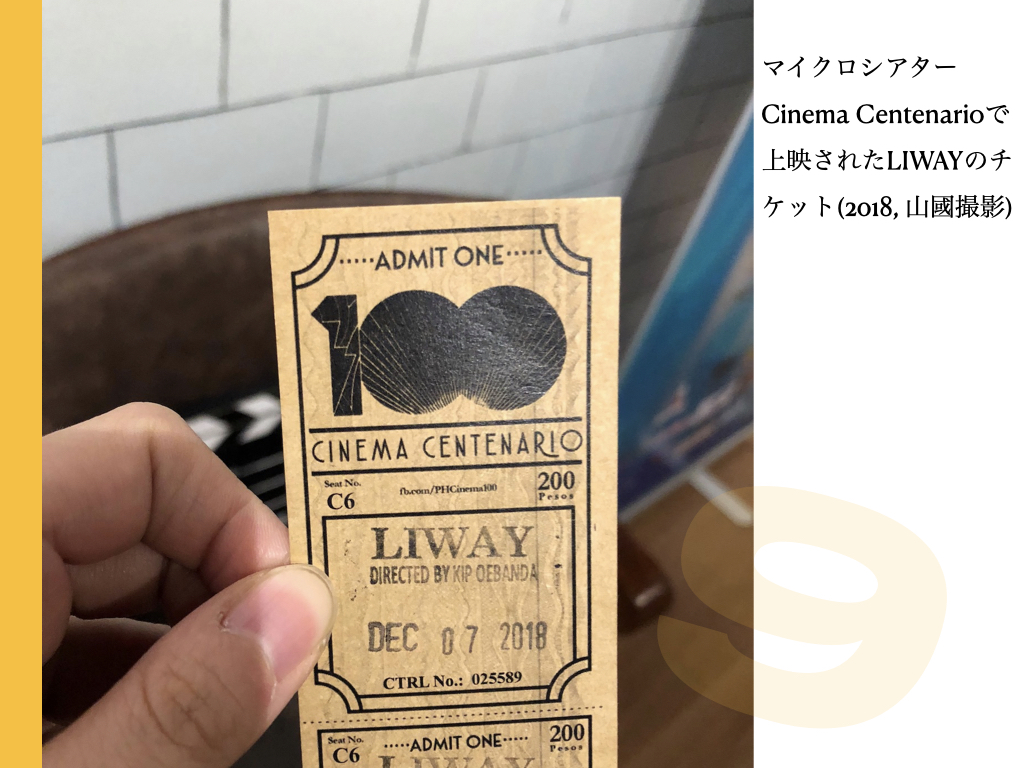 マイクロシアター
Cinema Centenarioで
上映されたLIWAYのチ
ケット(2018, 山國撮影)
·····ADMIT ONE·····
100
CINEMA CENTENARIO
Seat No.
C6
fb.com/PHCinema100
200
Pesos
LIWAY
DIRECTED BY KIP OEBANDA
DEC 07 2018
CTRL No.: 025589
Seat No.
C6
·····ADMIT ONE·····
200
Pesos
LIWAY
9